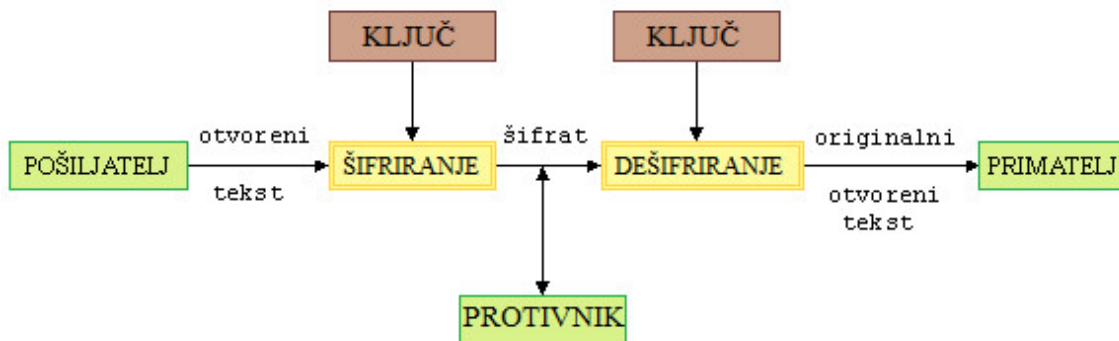 KLJUČ
KLJUČ
POŠILJATELJ
otvoreni
tekst
ŠIFRIRANJE
šifrat
DEŠIFRIRANJE
originalni
otvoreni
tekst
PRIMATELJ
PROTIVNIK